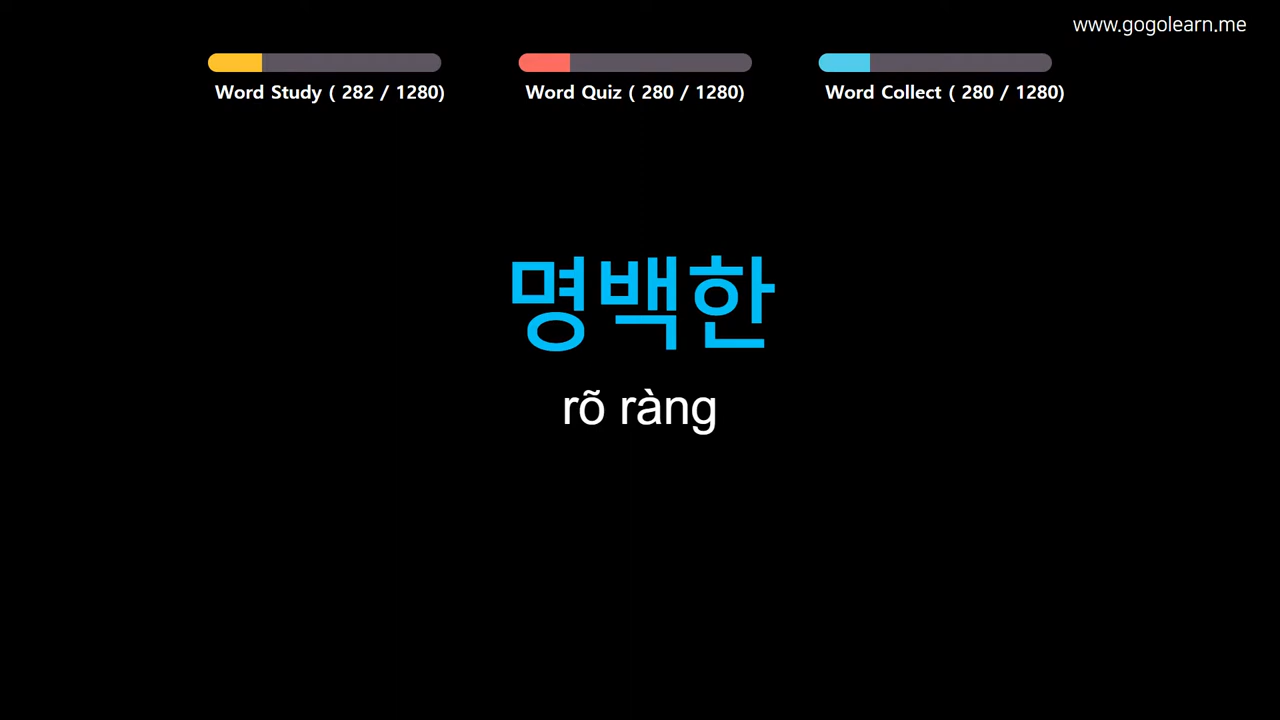 www.gogolearn.me
Word Study ( 282 / 1280)
Word Quiz ( 280 / 1280)
Word Collect ( 280 / 1280)
명백한
rõ ràng